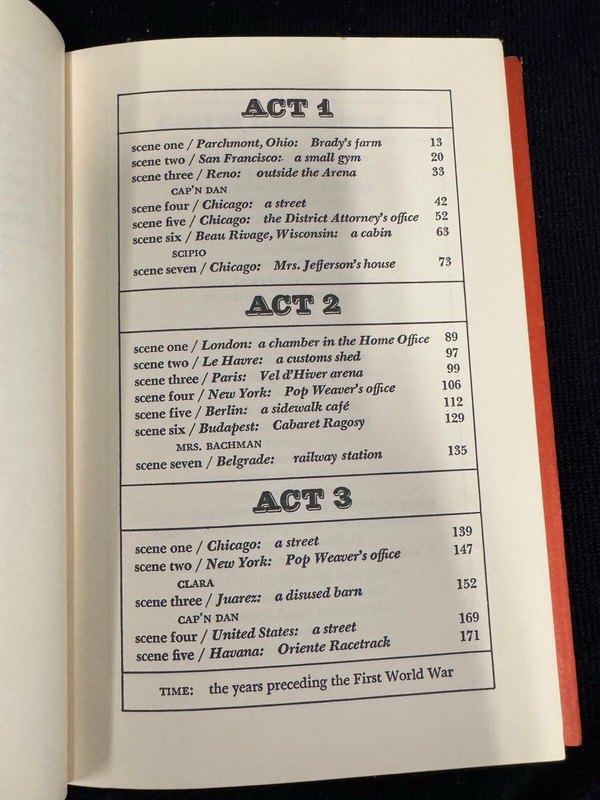 ACT 1
scene one / Parchmont, Ohio: Brady's farm 13
scene two / San Francisco: a small gym 20
scene three / Reno: outside the Arena 33
CAP'N DAN
scene four / Chicago: a street 42
scene five / Chicago: the District Attorney's office 52
scene six / Beau Rivage, Wisconsin: a cabin 63
SCIPIO
scene seven / Chicago: Mrs. Jefferson's house 73
ACT 2
scene one / London: a chamber in the Home Office 89
scene two / Le Havre: a customs shed 97
scene three / Paris: Vel d'Hiver arena 99
scene four / New York: Pop Weaver's office 106
scene five / Berlin: a sidewalk café 112
scene six / Budapest: Cabaret Ragosy 129
MRS. BACHMAN
scene seven / Belgrade: railway station 135
ACT 3
scene one / Chicago: a street 139
scene two / New York: Pop Weaver's office 147
CLARA
scene three / Juarez: a disused barn 152
CAP'N DAN
scene four / United States: a street 169
scene five / Havana: Oriente Racetrack 171
TIME: the years preceding the First World War